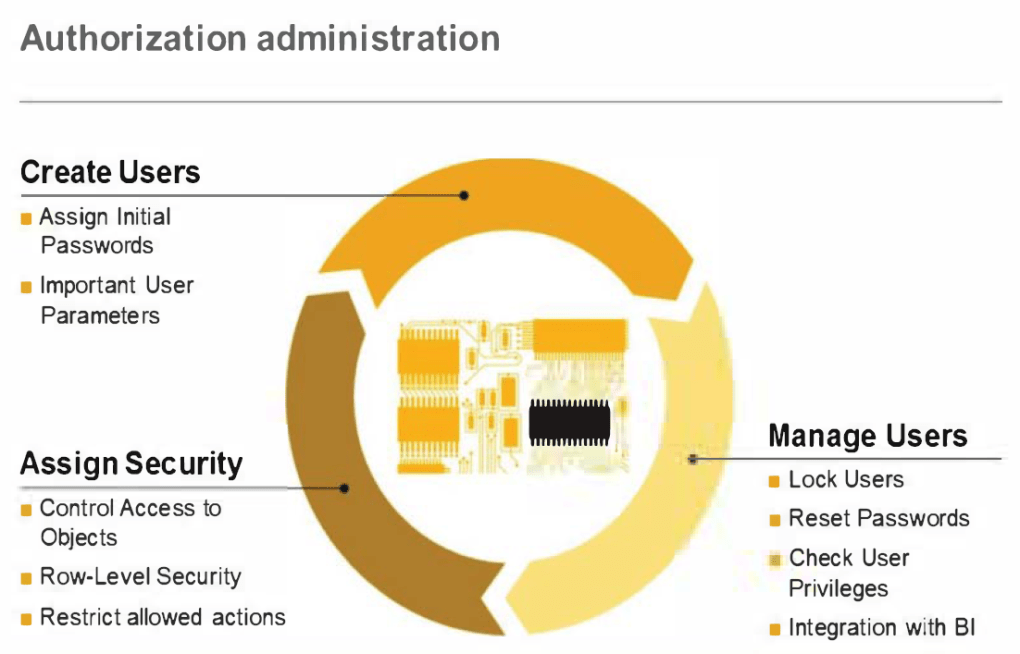 Authorization administration
Create Users
Assign Initial
Passwords
Important User
Parameters
Assign Security
Control Access to
Objects
Row-Level Security
Restrict allowed actions
Manage Users
Lock Users
Reset Passwords
Check User
Privileges
Integration with BI